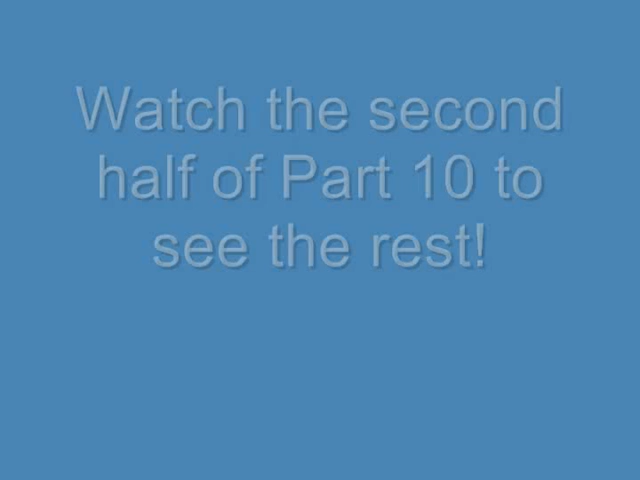 Watch the second
half of Part 10 to
see the rest!